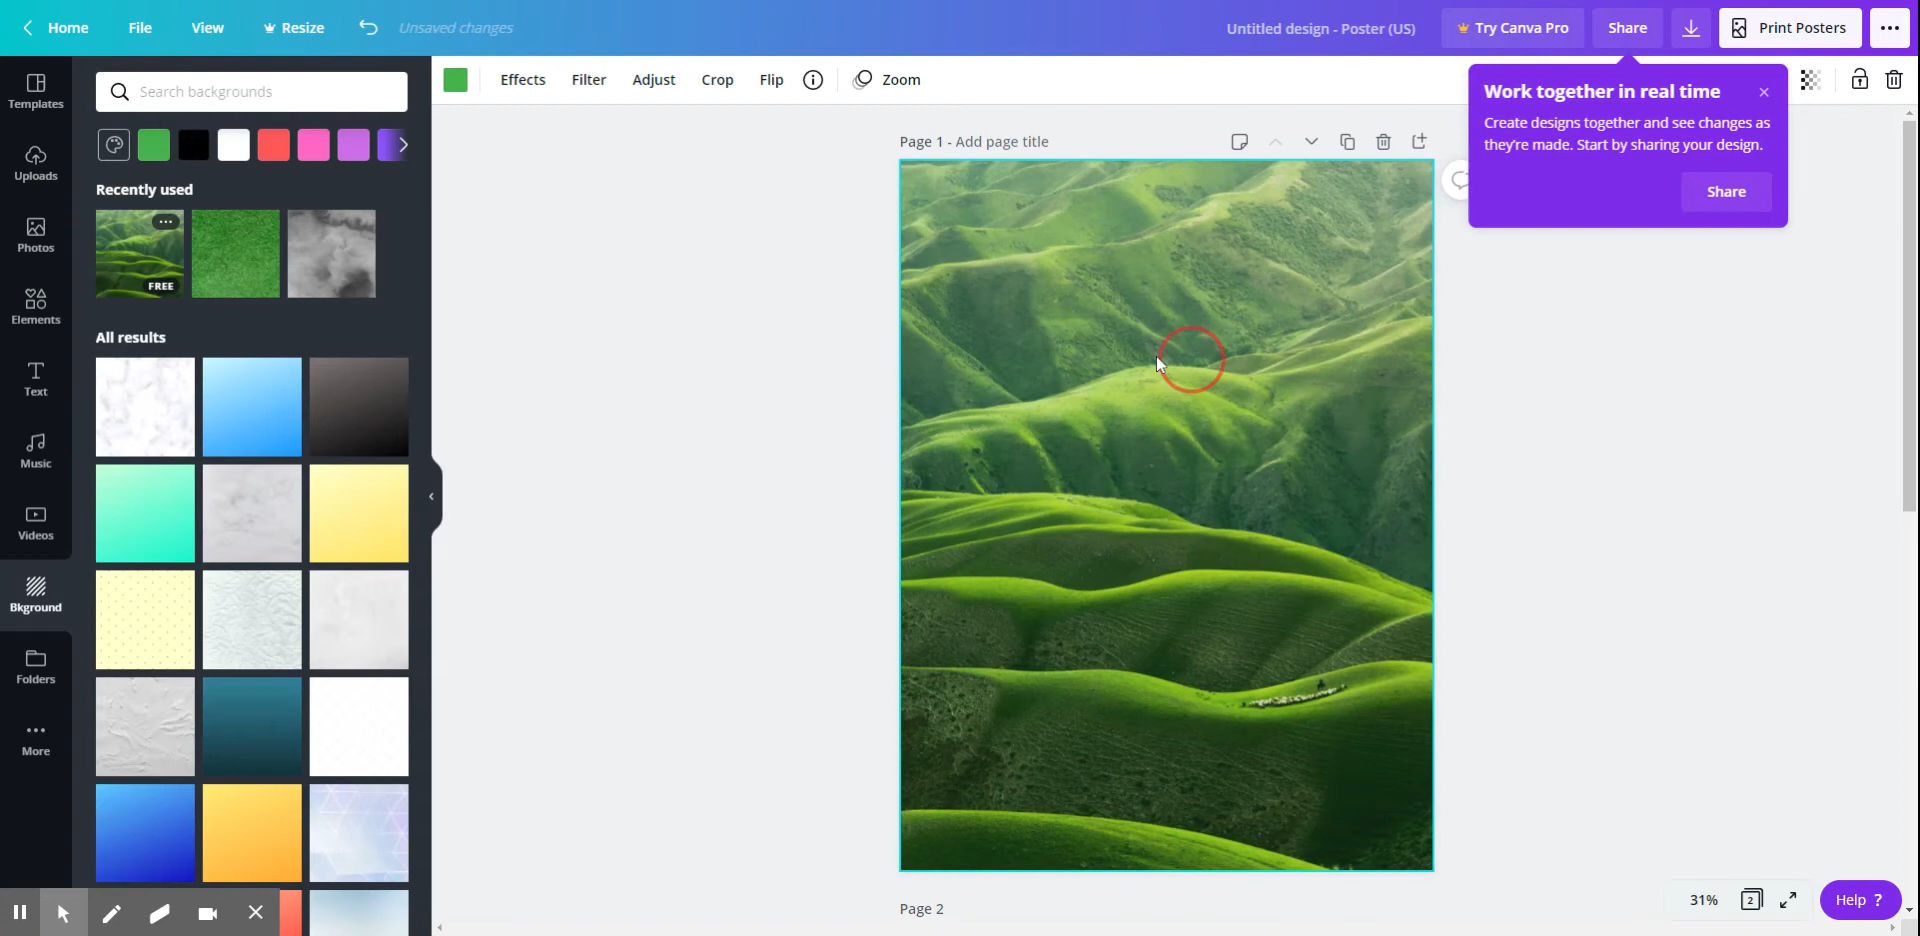 Home File View Resize Unsaved changes Untitled design - Poster (US) Try Canva Pro Share Print Posters
Templates
Uploads
Photos
Elements
Text
Music
Videos
Bkground
Folders
More
Search backgrounds
Recently used
FREE
All results
Effects Filter Adjust Crop Flip Zoom
Page 1 - Add page title
Work together in real time
Create designs together and see changes as
they're made. Start by sharing your design.
Share
Page 2
31% 2 Help ?